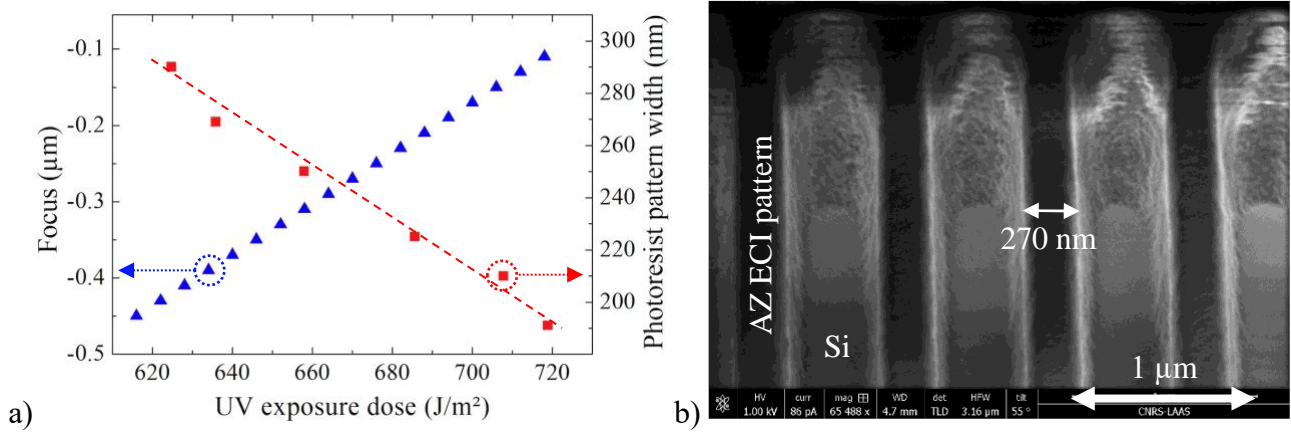 -0.1
-0.2
-0.3
-0.4
-0.5
Focus (µm)
300
280
260
240
220
200
Photoresist pattern width (nm)
620 640 660 680 700 720
UV exposure dose (J/m²)
a)
AZ ECI pattern
270 nm
Si
1 µm
HV curr mag WD det HFW tilt
1.00 kV 86 pA 65 488 x 4.7 mm TLD 3.16 µm 55 °
CNRS-LAAS
b)